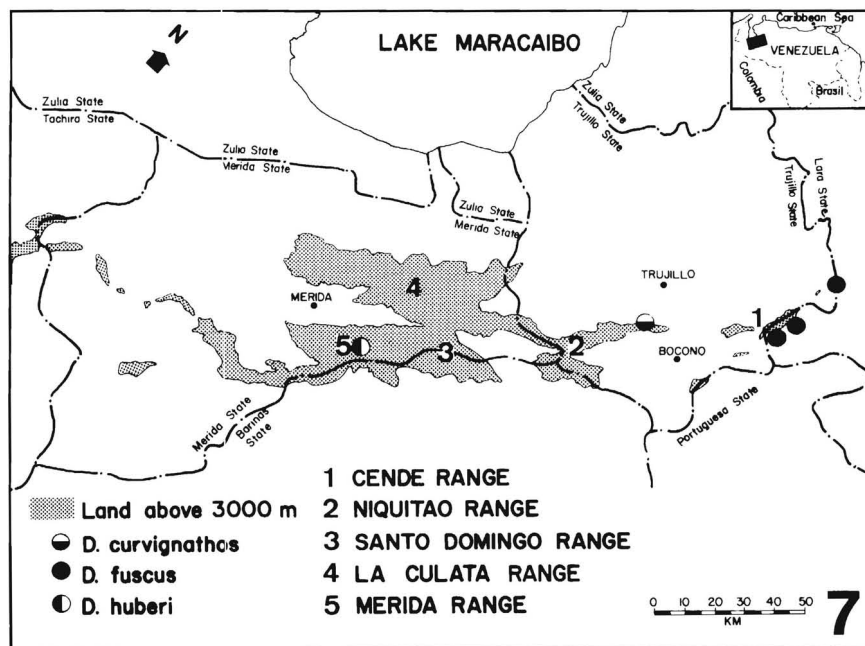 N
LAKE MARACAIBO
Caribbean Sea
VENEZUELA
Colombia
Brasil
Zulia State
Tachira State
Zulia State
Merida State
Zulia State
Merida State
Zulia State
Trujillo State
Lara State
Trujillo State
MERIDA
4
TRUJILLO
1
5
3
2
BOCONO
Merida State
Barinas State
Portuguesa State
Land above 3000 m
D. curvignathos
D. fuscus
D. huberi
1 CENDE RANGE
2 NIQUITAO RANGE
3 SANTO DOMINGO RANGE
4 LA CULATA RANGE
5 MERIDA RANGE
0 10 20 30 40 50
KM
7